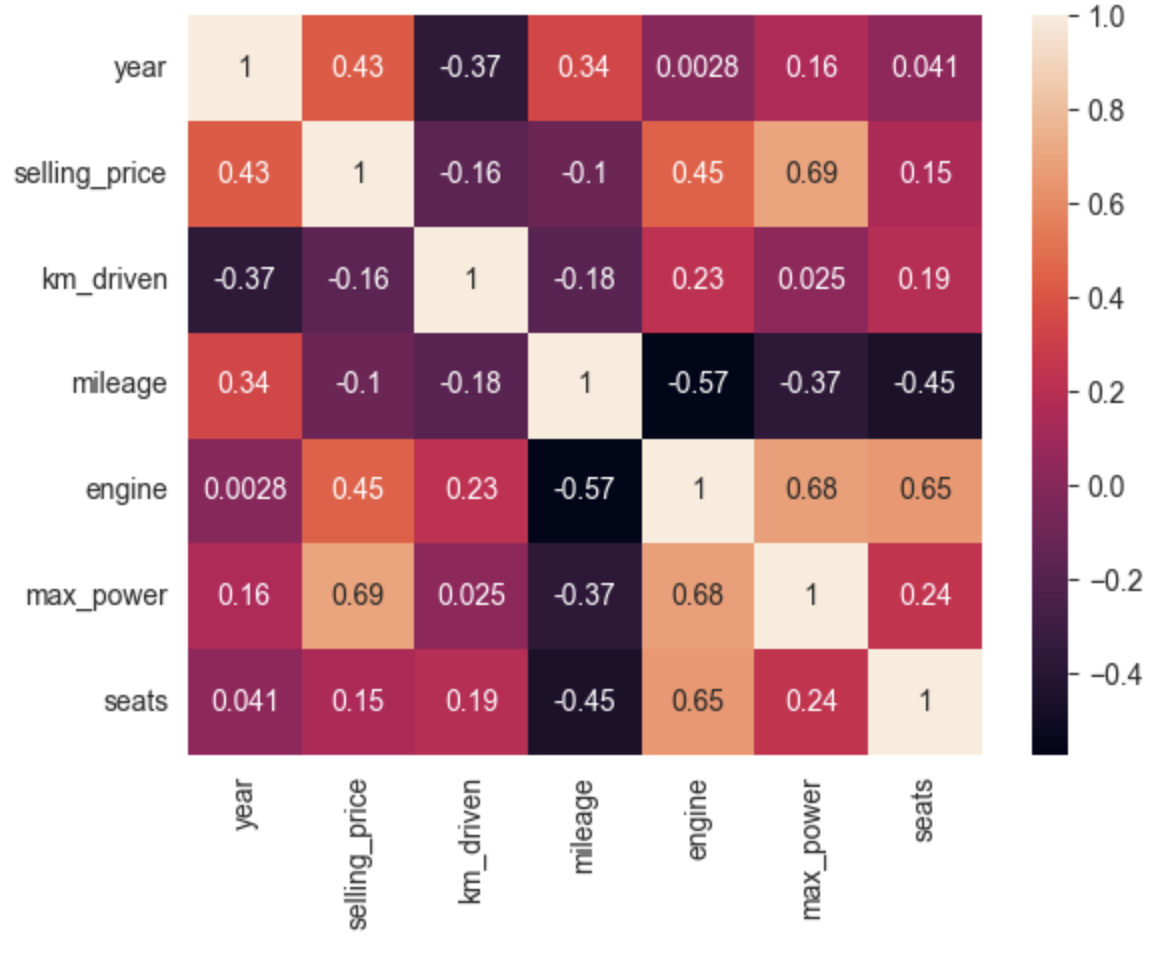 1.0
year 1 0.43 -0.37 0.34 0.0028 0.16 0.041
0.8
selling_price 0.43 1 -0.16 -0.1 0.45 0.69 0.15
0.6
km_driven -0.37 -0.16 1 -0.18 0.23 0.025 0.19
0.4
mileage 0.34 -0.1 -0.18 1 -0.57 -0.37 -0.45
0.2
engine 0.0028 0.45 0.23 -0.57 1 0.68 0.65
0.0
max_power 0.16 0.69 0.025 -0.37 0.68 1 0.24
−0.2
seats 0.041 0.15 0.19 -0.45 0.65 0.24 1
−0.4
year
selling_price
km_driven
mileage
engine
max_power
seats